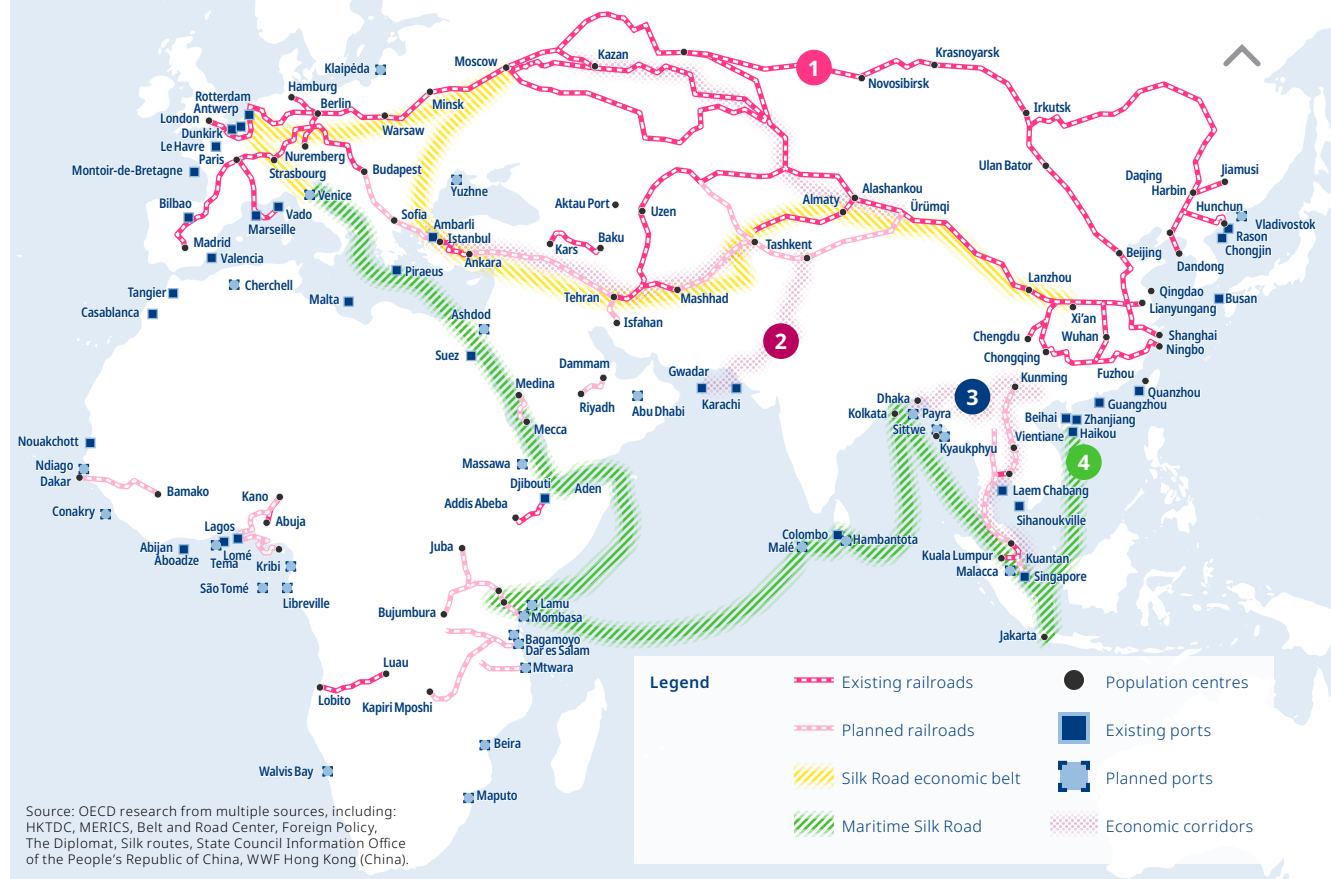 1
Moscow
Kazan
Krasnoyarsk
Novosibirsk
Klaipėda
Hamburg
Rotterdam
Antwerp
Berlin
Minsk
London
Dunkirk
Warsaw
Irkutsk
Le Havre
Paris
Nuremberg
Strasbourg
Budapest
Montoir-de-Bretagne
Ulan Bator
Jiamusi
Daqing
Harbin
Yuzhne
Venice
Alashankou
Almaty
Ürümqi
Aktau Port
Uzen
Bilbao
Vado
Marseille
Sofia
Ambarli
Istanbul
Hunchun
Vladivostok
Rason
Chongjin
Madrid
Valencia
Kars
Baku
Tashkent
Ankara
Beijing
Dandong
Piraeus
Lanzhou
Cherchell
Tangier
Malta
Casablanca
Tehran
Mashhad
Qingdao
Lianyungang
Busan
Ashdod
Isfahan
Xi'an
Chengdu
Wuhan
Shanghai
Ningbo
Suez
2
Chongqing
Dammam
Gwadar
Fuzhou
Kunming
Medina
Riyadh
Abu Dhabi
Karachi
3
Dhaka
Kolkata
Payra
Quanzhou
Guangzhou
Beihai
Zhanjiang
Haikou
Mecca
Sittwe
Kyaukphyu
Vientiane
Nouakchott
Ndiago
Dakar
Massawa
4
Djibouti
Aden
Bamako
Kano
Addis Abeba
Laem Chabang
Conakry
Abuja
Sihanoukville
Lagos
Abijan
Aboadze
Lomé
Tema
Kribi
Juba
Colombo
Malé
Hambantota
Kuala Lumpur
Kuantan
Malacca
Singapore
São Tomé
Libreville
Bujumbura
Lamu
Mombasa
Bagamoyo
Dar es Salam
Mtwara
Jakarta
Luau
Lobito
Kapiri Mposhi
Beira
Walvis Bay
Maputo
Legend
Existing railroads
Planned railroads
Silk Road economic belt
Maritime Silk Road
Population centres
Existing ports
Planned ports
Economic corridors
Source: OECD research from multiple sources, including:
HKTDC, MERICS, Belt and Road Center, Foreign Policy,
The Diplomat, Silk routes, State Council Information Office
of the People's Republic of China, WWF Hong Kong (China).